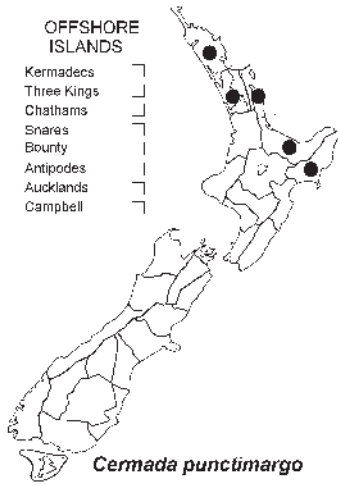 OFFSHORE
ISLANDS
Kermadecs
Three Kings
Chathams
Snares
Bounty
Antipodes
Aucklands
Campbell
Cermada punctimargo